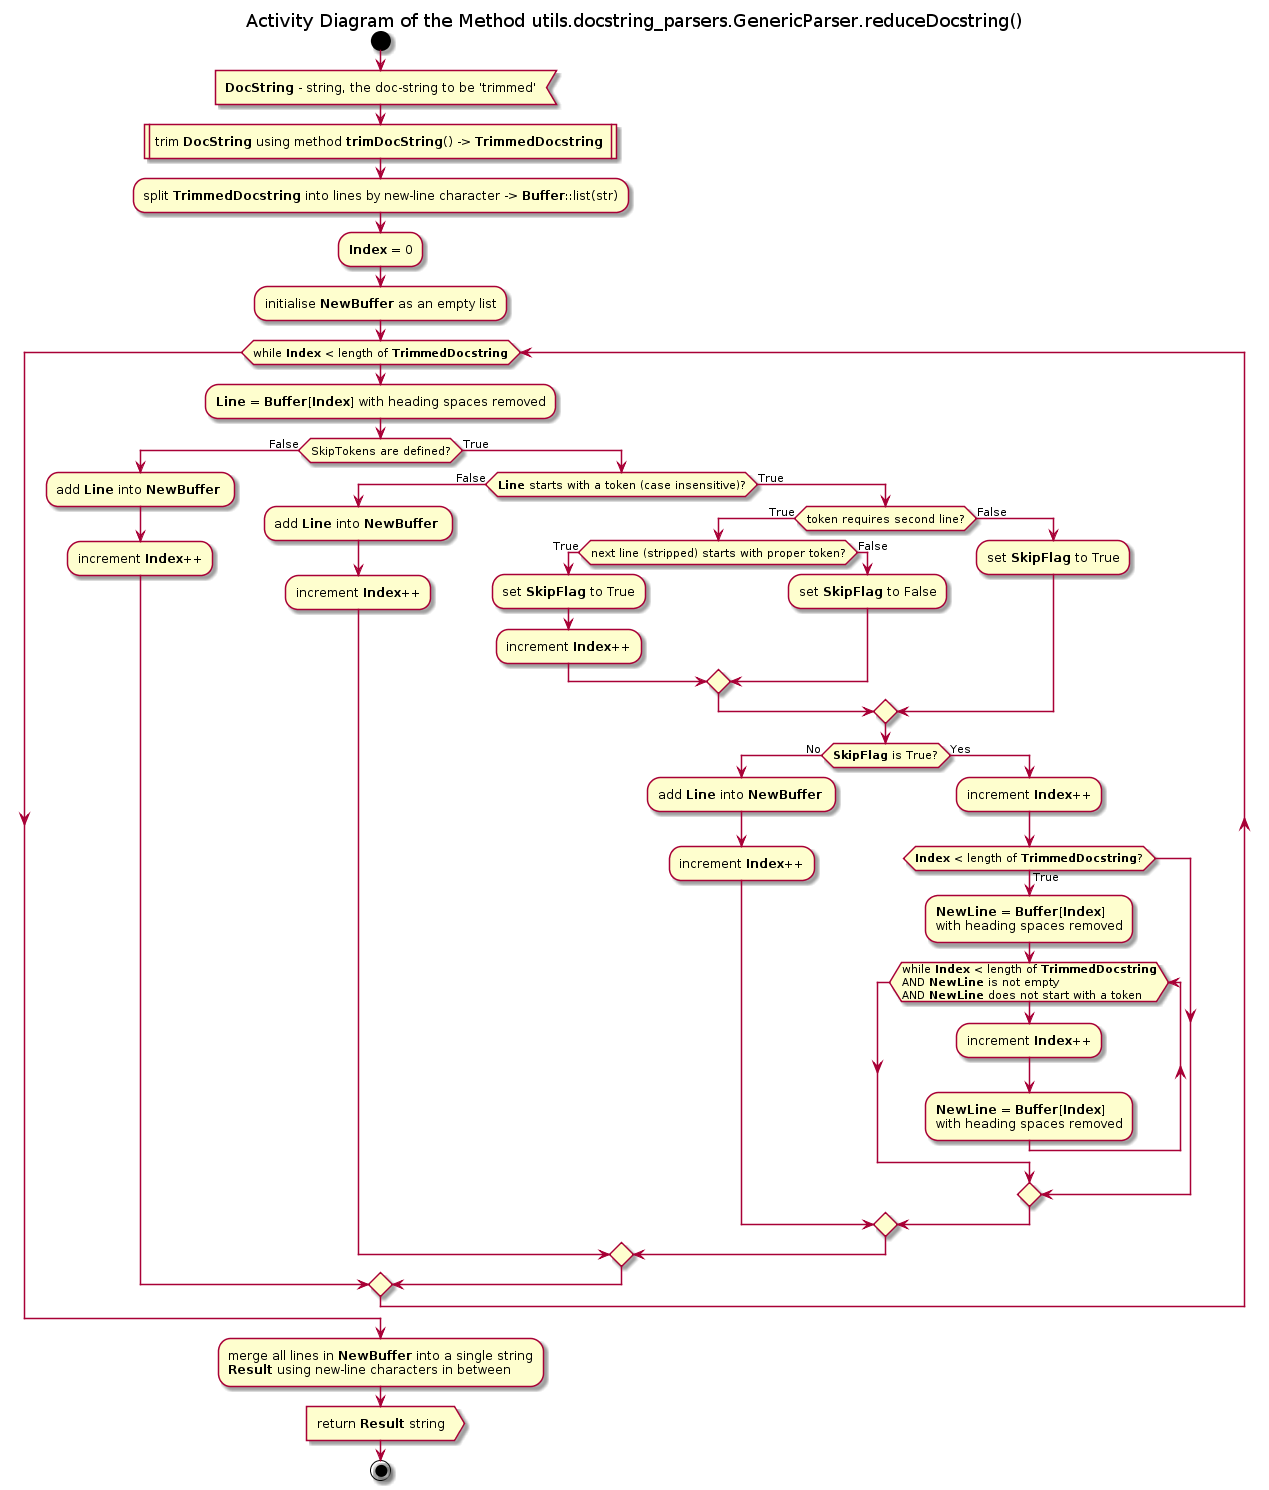 Activity Diagram of the Method utils.docstring_parsers.GenericParser.reduceDocstring()
DocString - string, the doc-string to be 'trimmed'
trim DocString using method trimDocString() -> TrimmedDocstring
split TrimmedDocstring into lines by new-line character -> Buffer::list(str)
Index = 0
initialise NewBuffer as an empty list
while Index < length of TrimmedDocstring
Line = Buffer[Index] with heading spaces removed
False
SkipTokens are defined?
True
add Line into NewBuffer
increment Index++
False
Line starts with a token (case insensitive)?
True
add Line into NewBuffer
increment Index++
True
token requires second line?
False
True
next line (stripped) starts with proper token?
False
set SkipFlag to True
increment Index++
set SkipFlag to False
set SkipFlag to True
No
SkipFlag is True?
Yes
add Line into NewBuffer
increment Index++
increment Index++
Index < length of TrimmedDocstring?
True
NewLine = Buffer[Index]
with heading spaces removed
while Index < length of TrimmedDocstring
AND NewLine is not empty
AND NewLine does not start with a token
increment Index++
NewLine = Buffer[Index]
with heading spaces removed
merge all lines in NewBuffer into a single string
Result using new-line characters in between
return Result string